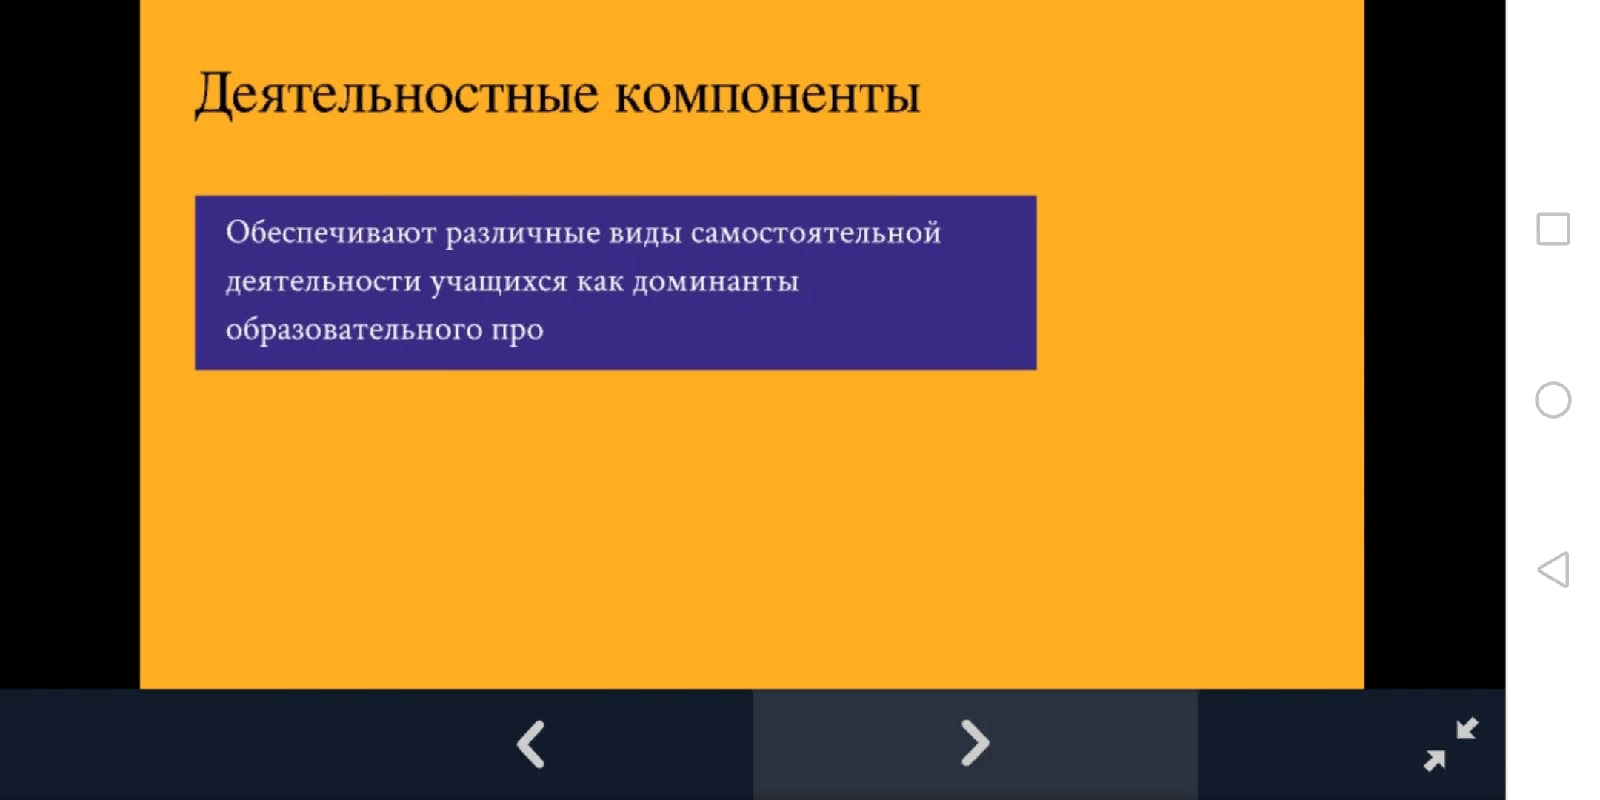 Деятельностные компоненты
Обеспечивают различные виды самостоятельной
деятельности учащихся как доминанты
образовательного про